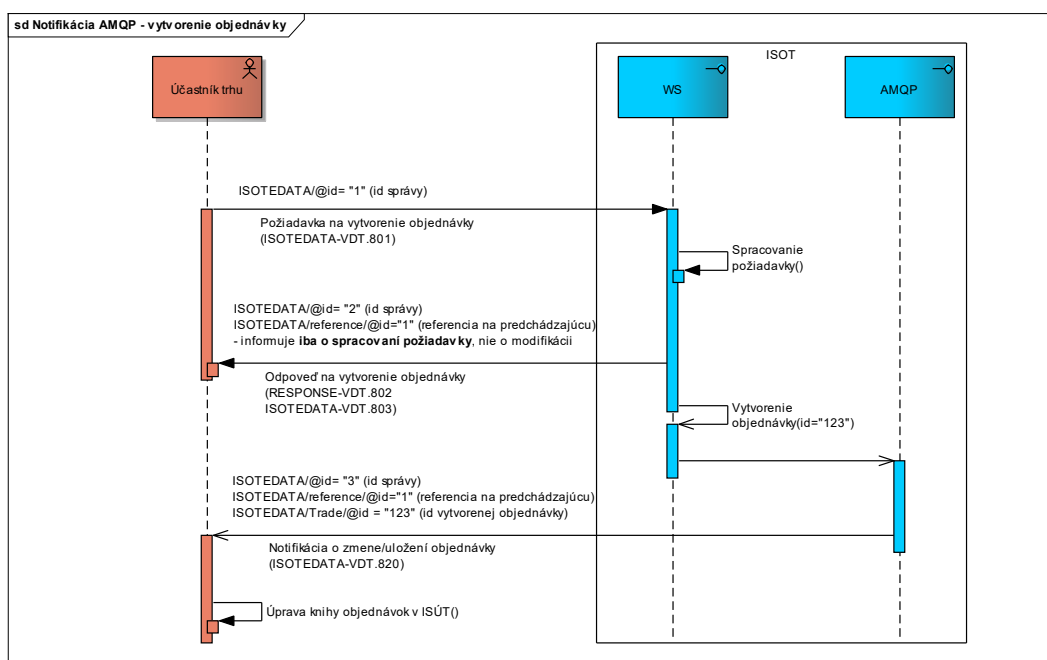 sd Notifikácia AMQP - vytvorenie objednávky
ISOT
Účastník trhu
WS
AMQP
ISOTEDATA/@id= "1" (id správy)
Požiadavka na vytvorenie objednávky
(ISOTEDATA-VDT.801)
Spracovanie
požiadavky()
ISOTEDATA/@id= "2" (id správy)
ISOTEDATA/reference/@id="1" (referencia na predchádzajúcu)
- informuje iba o spracovaní požiadavky, nie o modifikácii
Odpoveď na vytvorenie objednávky
(RESPONSE-VDT.802
ISOTEDATA-VDT.803)
Vytvorenie
objednávky(id="123")
ISOTEDATA/@id= "3" (id správy)
ISOTEDATA/reference/@id="1" (referencia na predchádzajúcu)
ISOTEDATA/Trade/@id = "123" (id vytvorenej objednávky)
Notifikácia o zmene/uložení objednávky
(ISOTEDATA-VDT.820)
Úprava knihy objednávok v ISÚT()